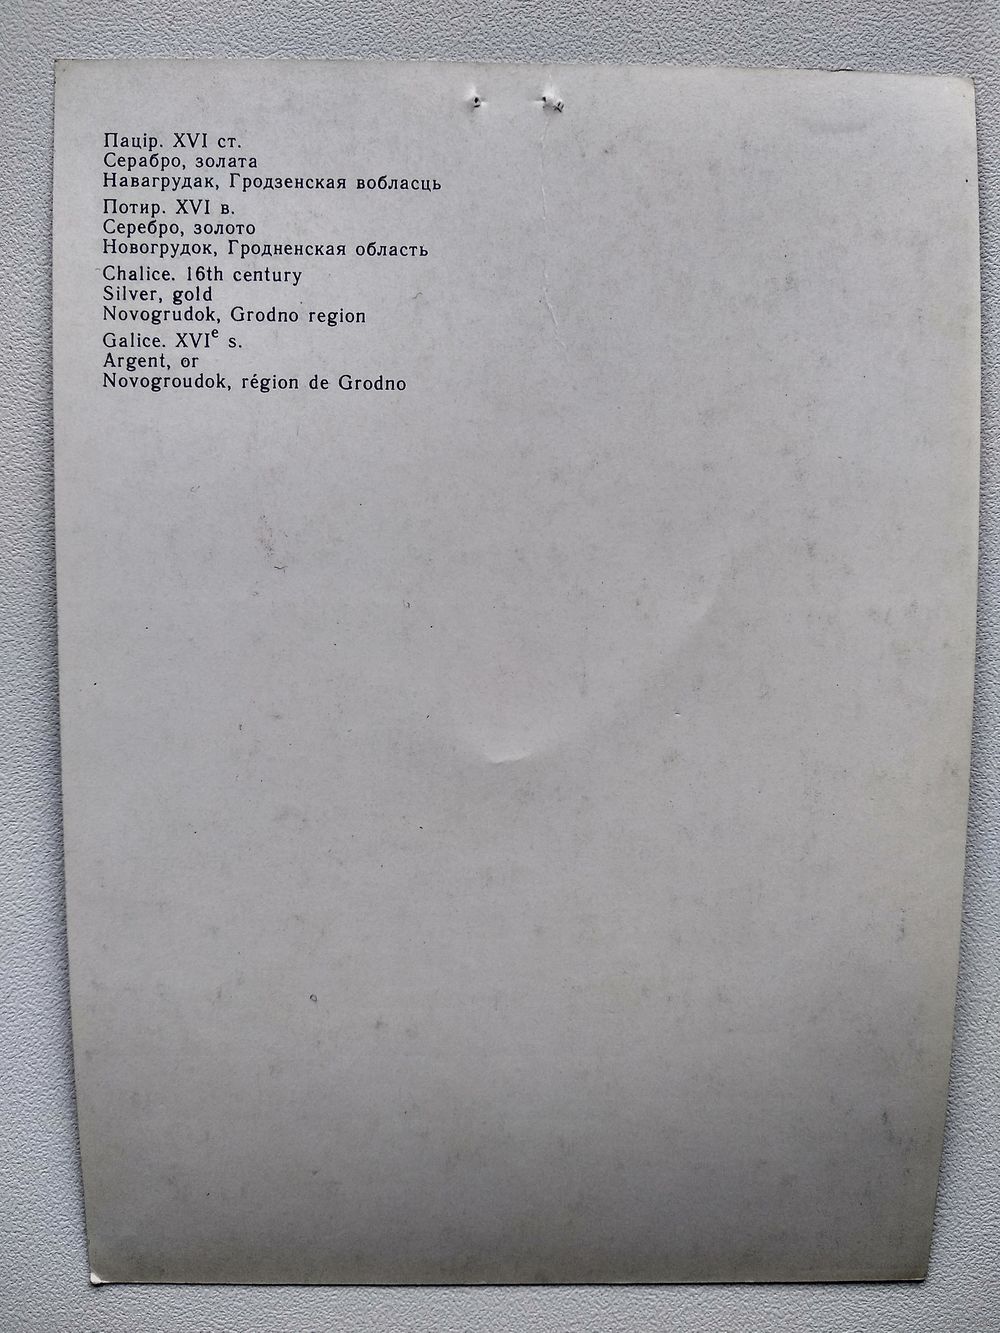 Пацір. XVI ст.
Серабро, золата
Навагрудак, Гродзенская вобласць
Потир. XVI в.
Серебро, золото
Новогрудок, Гродненская область
Chalice. 16th century
Silver, gold
Novogrudok, Grodno region
Galice. XVIe s.
Argent, or
Novogroudok, région de Grodno